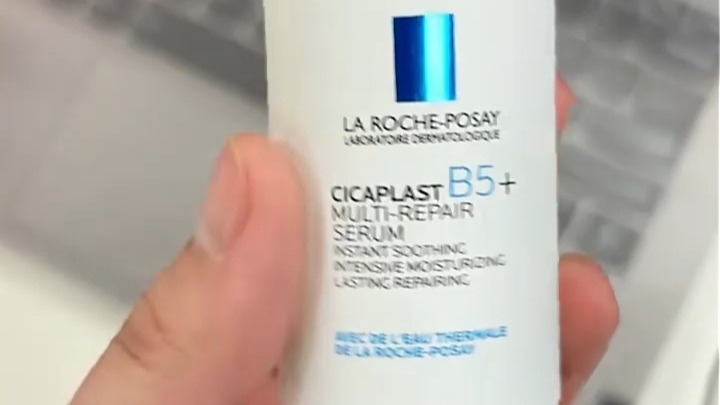 LA ROCHE-POSAY
LABORATOIRE DERMATOLOGIQUE
CICAPLAST B5+
MULTI-REPAIR
SERUM
INSTANT SOOTHING
INTENSIVE MOISTURIZING
LASTING REPAIRING
AVEC DE L'EAU THERMALE
DE LA ROCHE-POSAY